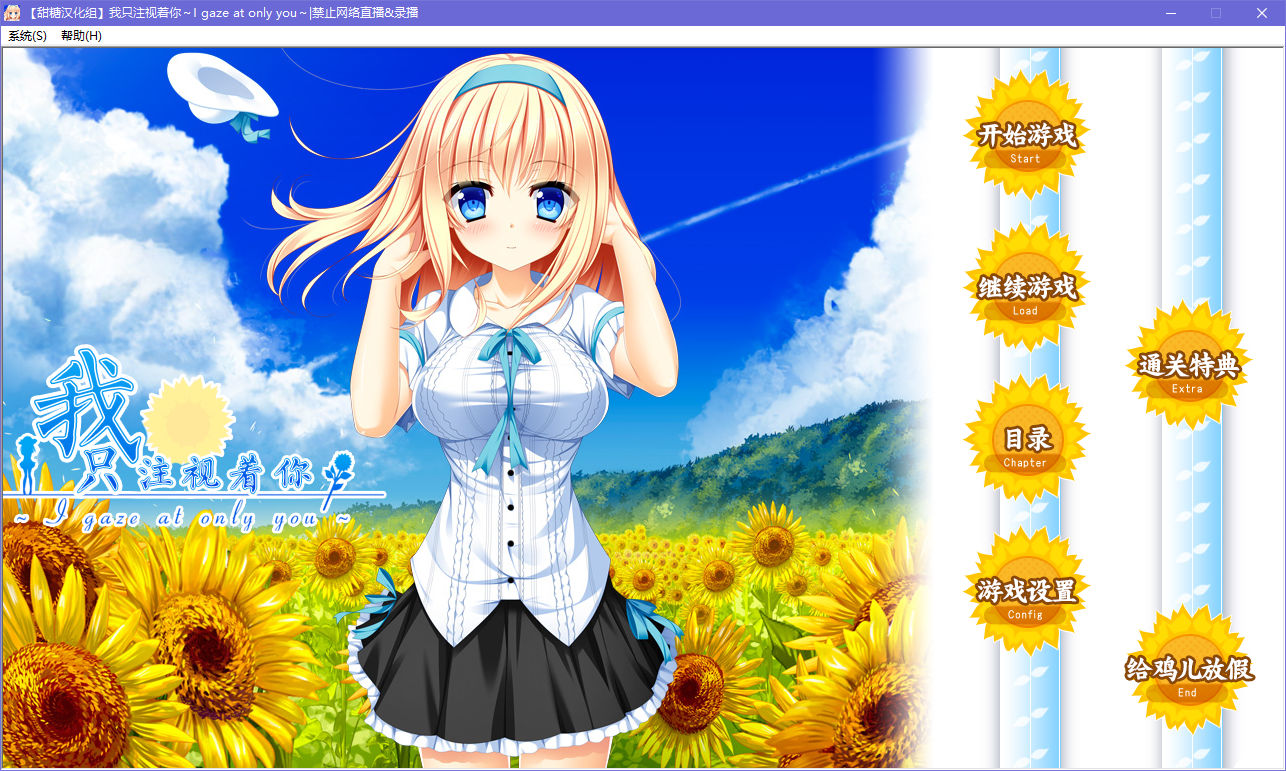 【甜糖汉化组】我只注视着你～I gaze at only you～|禁止网络直播&录播
系统(S) 帮助(H)
我只注视着你
~ I gaze at only you ~
开始游戏
Start
继续游戏
Load
目录
Chapter
游戏设置
Config
通关特典
Extra
给鸡儿放假
End